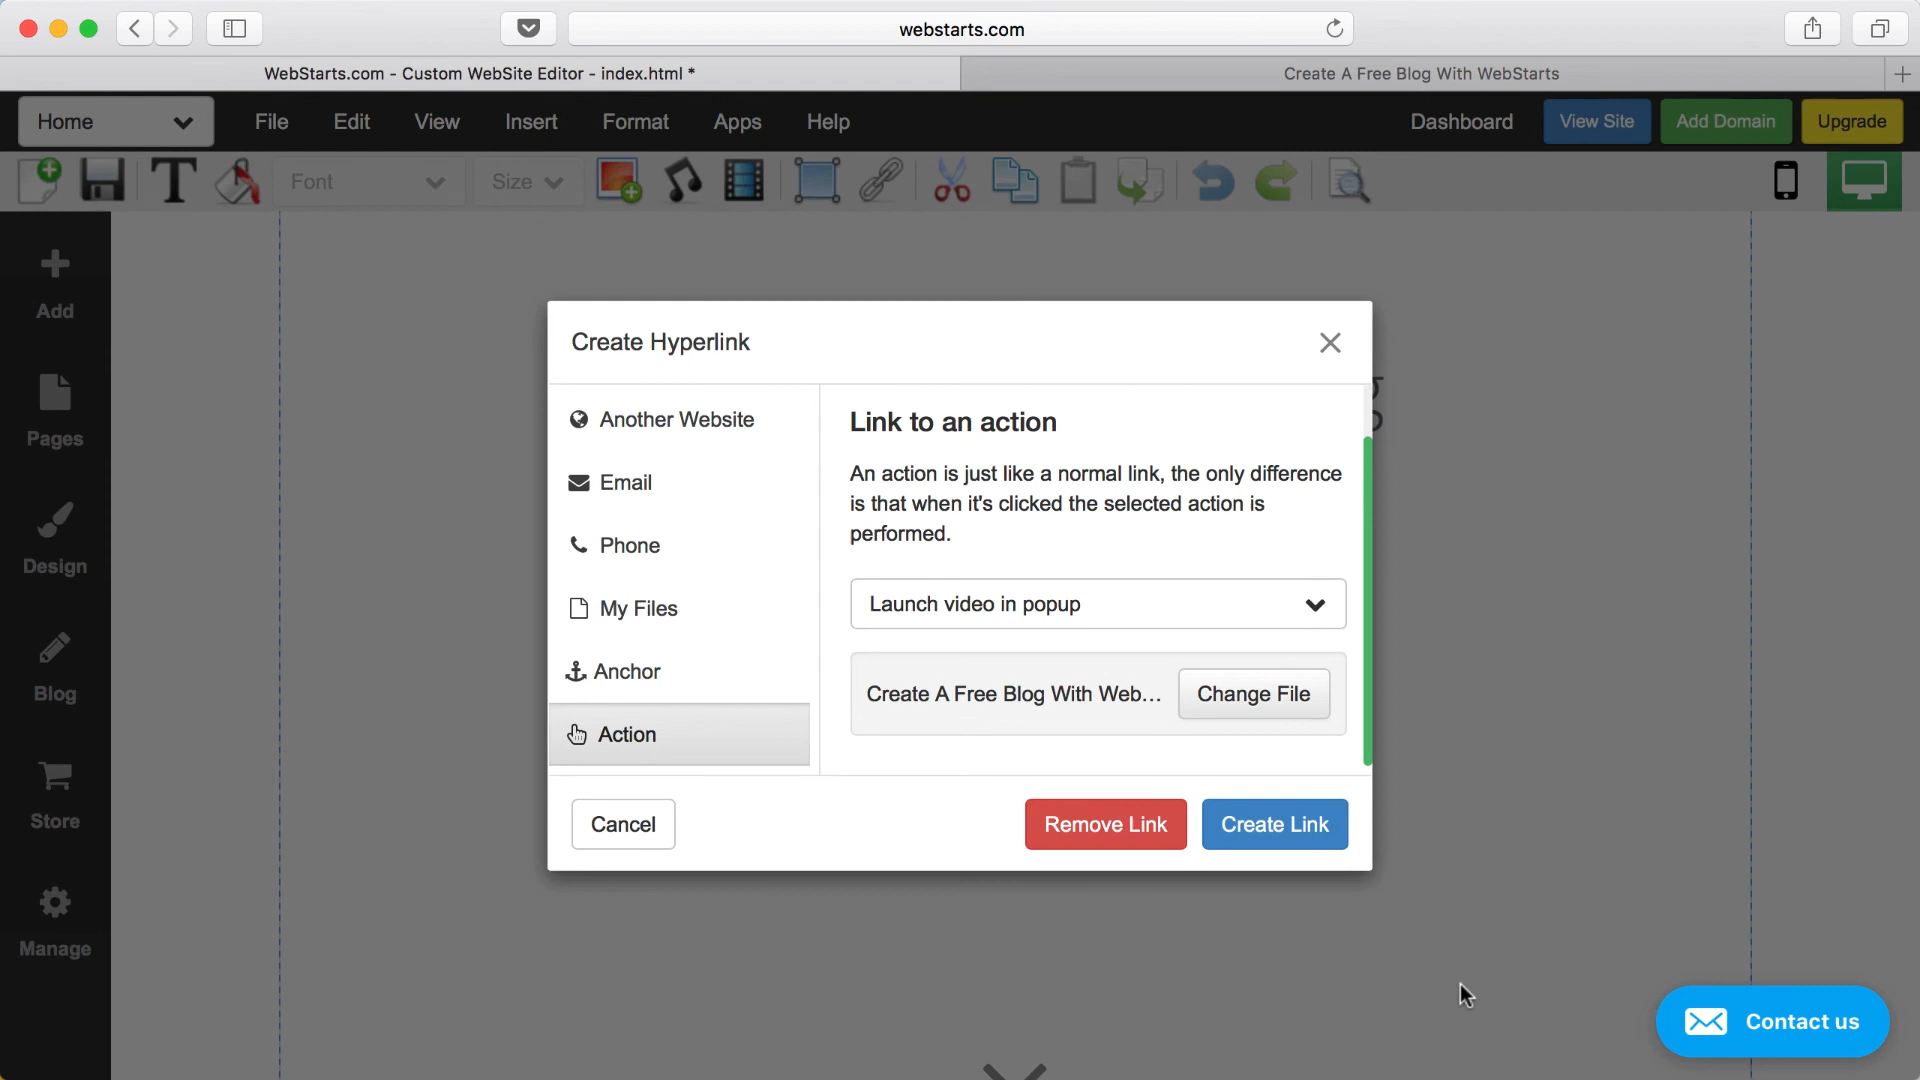 webstarts.com
WebStarts.com - Custom WebSite Editor - index.html *
Create A Free Blog With WebStarts
Home
File
Edit
View
Insert
Format
Apps
Help
Dashboard
View Site
Add Domain
Upgrade
T
Font
Size
Add
Pages
Design
Blog
Store
Manage
Create Hyperlink
Another Website
Email
Phone
My Files
Anchor
Action
Link to an action
An action is just like a normal link, the only difference
is that when it's clicked the selected action is
performed.
Launch video in popup
Create A Free Blog With Web...
Change File
Cancel
Remove Link
Create Link
Contact us